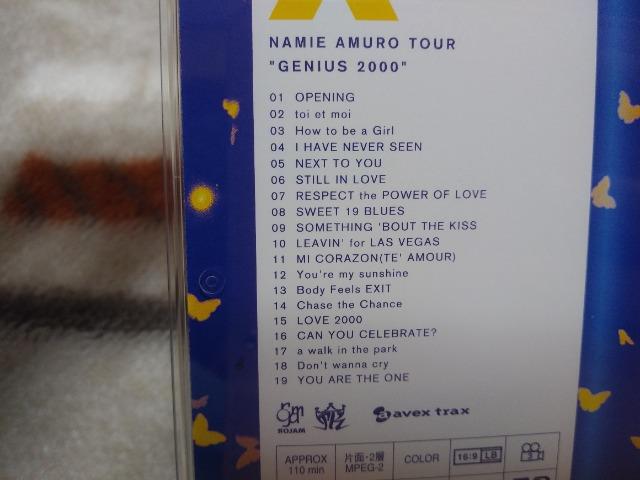 NAMIE AMURO TOUR
"GENIUS 2000"
01 OPENING
02 toi et moi
03 How to be a Girl
04 I HAVE NEVER SEEN
05 NEXT TO YOU
06 STILL IN LOVE
07 RESPECT the POWER OF LOVE
08 SWEET 19 BLUES
09 SOMETHING 'BOUT THE KISS
10 LEAVIN' for LAS VEGAS
11 MI CORAZON(TE' AMOUR)
12 You're my sunshine
13 Body Feels EXIT
14 Chase the Chance
15 LOVE 2000
16 CAN YOU CELEBRATE?
17 a walk in the park
18 Don't wanna cry
19 YOU ARE THE ONE
ROJAM avex trax
APPROX 110 min 片面・2層 MPEG-2 COLOR 16:9 LB 3